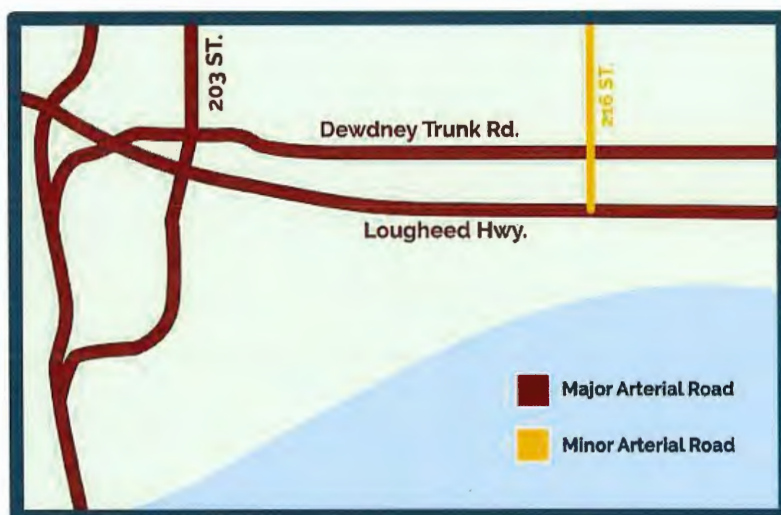 203 ST.
216 ST.
Dewdney Trunk Rd.
Lougheed Hwy.
Major Arterial Road
Minor Arterial Road